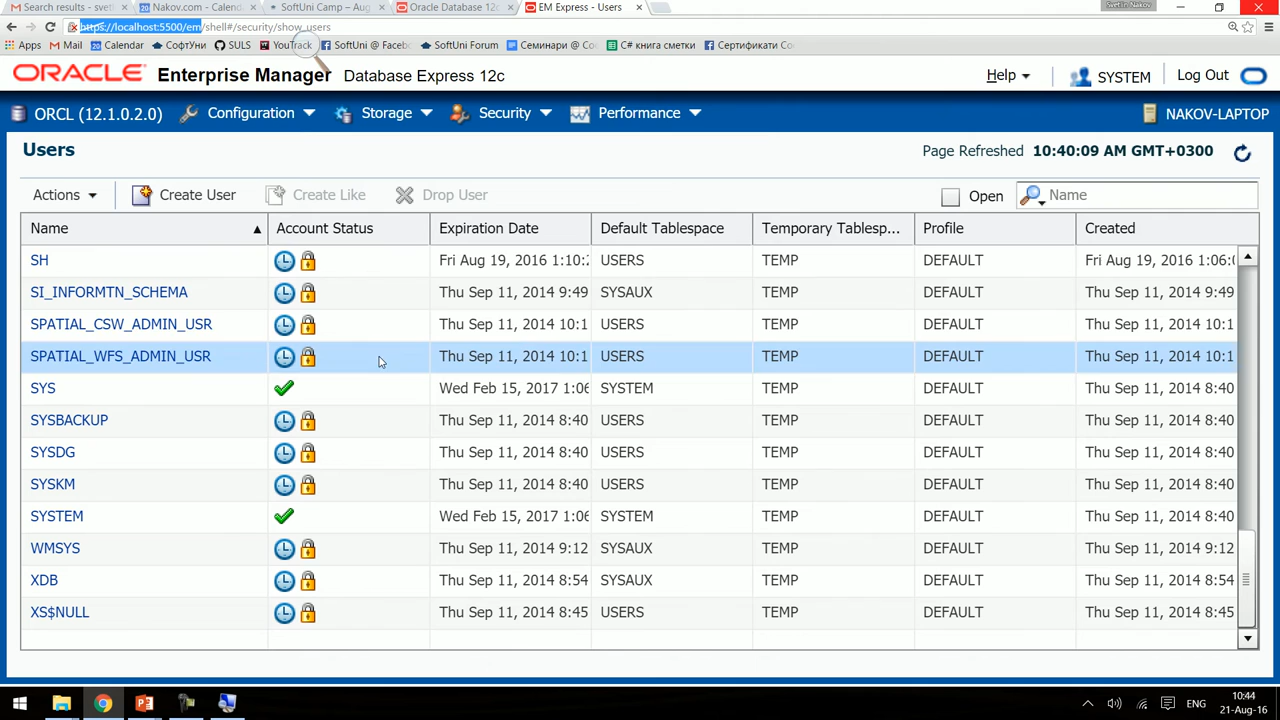 Search results - svetl
Nakov.com - Calenda
SoftUni Camp – Aug
Oracle Database 12c
EM Express - Users
Svetlin Nakov
https://localhost:5500/em/shell#/security/show_users
Apps Mail Calendar СофтУни SULS YouTrack SoftUni @ Facebo SoftUni Forum Семинари @ Co C# книга сметки Сертификати Со
ORACLE Enterprise Manager Database Express 12c Help SYSTEM Log Out
ORCL (12.1.0.2.0) Configuration Storage Security Performance NAKOV-LAPTOP
Users Page Refreshed 10:40:09 AM GMT+0300
Actions Create User Create Like Drop User Open Name
Name Account Status Expiration Date Default Tablespace Temporary Tablesp... Profile Created
SH Fri Aug 19, 2016 1:10:2 USERS TEMP DEFAULT Fri Aug 19, 2016 1:06:0
SI_INFORMTN_SCHEMA Thu Sep 11, 2014 9:49 SYSAUX TEMP DEFAULT Thu Sep 11, 2014 9:49
SPATIAL_CSW_ADMIN_USR Thu Sep 11, 2014 10:1 USERS TEMP DEFAULT Thu Sep 11, 2014 10:1
SPATIAL_WFS_ADMIN_USR Thu Sep 11, 2014 10:1 USERS TEMP DEFAULT Thu Sep 11, 2014 10:1
SYS Wed Feb 15, 2017 1:06 SYSTEM TEMP DEFAULT Thu Sep 11, 2014 8:40
SYSBACKUP Thu Sep 11, 2014 8:40 USERS TEMP DEFAULT Thu Sep 11, 2014 8:40
SYSDG Thu Sep 11, 2014 8:40 USERS TEMP DEFAULT Thu Sep 11, 2014 8:40
SYSKM Thu Sep 11, 2014 8:40 USERS TEMP DEFAULT Thu Sep 11, 2014 8:40
SYSTEM Wed Feb 15, 2017 1:06 SYSTEM TEMP DEFAULT Thu Sep 11, 2014 8:40
WMSYS Thu Sep 11, 2014 9:12 SYSAUX TEMP DEFAULT Thu Sep 11, 2014 9:12
XDB Thu Sep 11, 2014 8:54 SYSAUX TEMP DEFAULT Thu Sep 11, 2014 8:54
XS$NULL Thu Sep 11, 2014 8:45 USERS TEMP DEFAULT Thu Sep 11, 2014 8:45
ENG 10:44
21-Aug-16